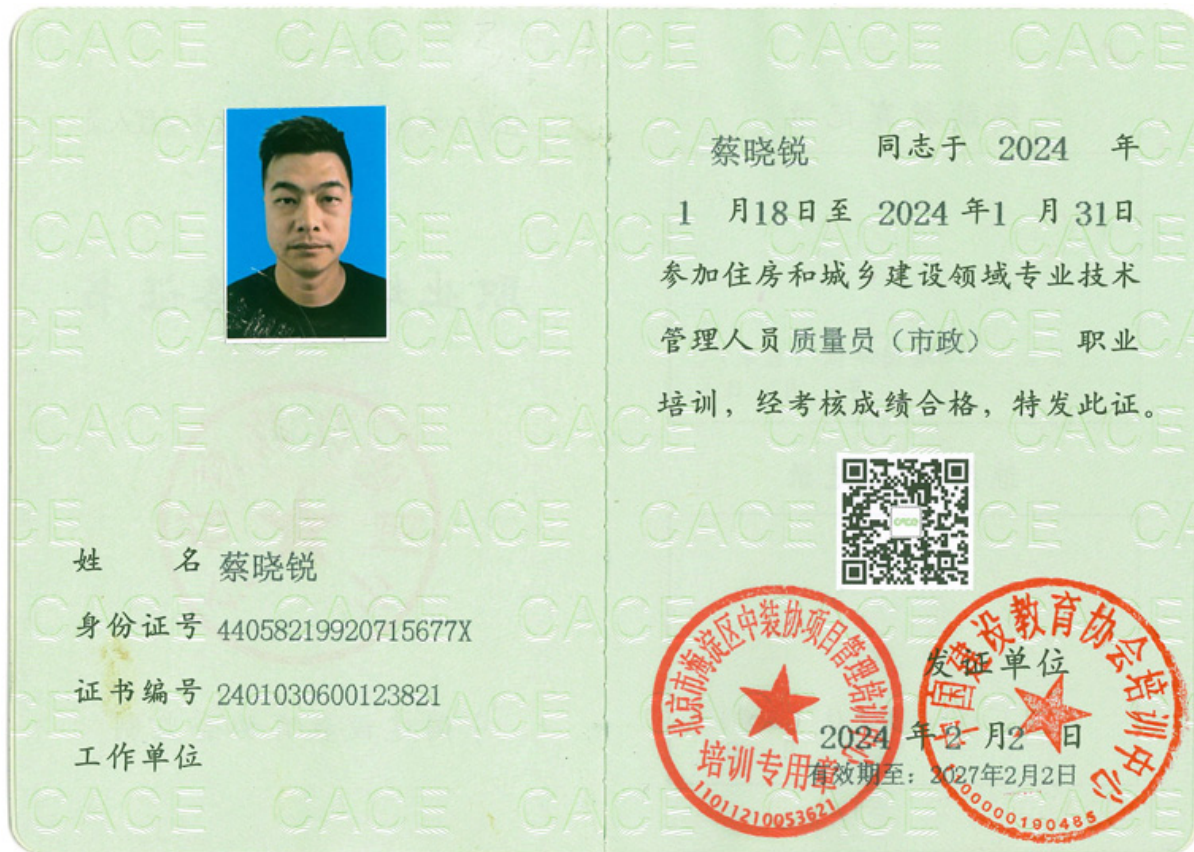 CACE
姓 名 蔡晓锐
身份证号 44058219920715677X
证书编号 2401030600123821
工作单位
蔡晓锐 同志于 2024 年
1 月18日至 2024 年1 月 31日
参加住房和城乡建设领域专业技术
管理人员质量员（市政） 职业
培训，经考核成绩合格，特发此证。
北京市海淀区中装协项目管理培训中心
培训专用章
11011210053621
中国建设教育协会培训中心
发证单位
2024 年2 月2 日
有效期至：2027年2月2日